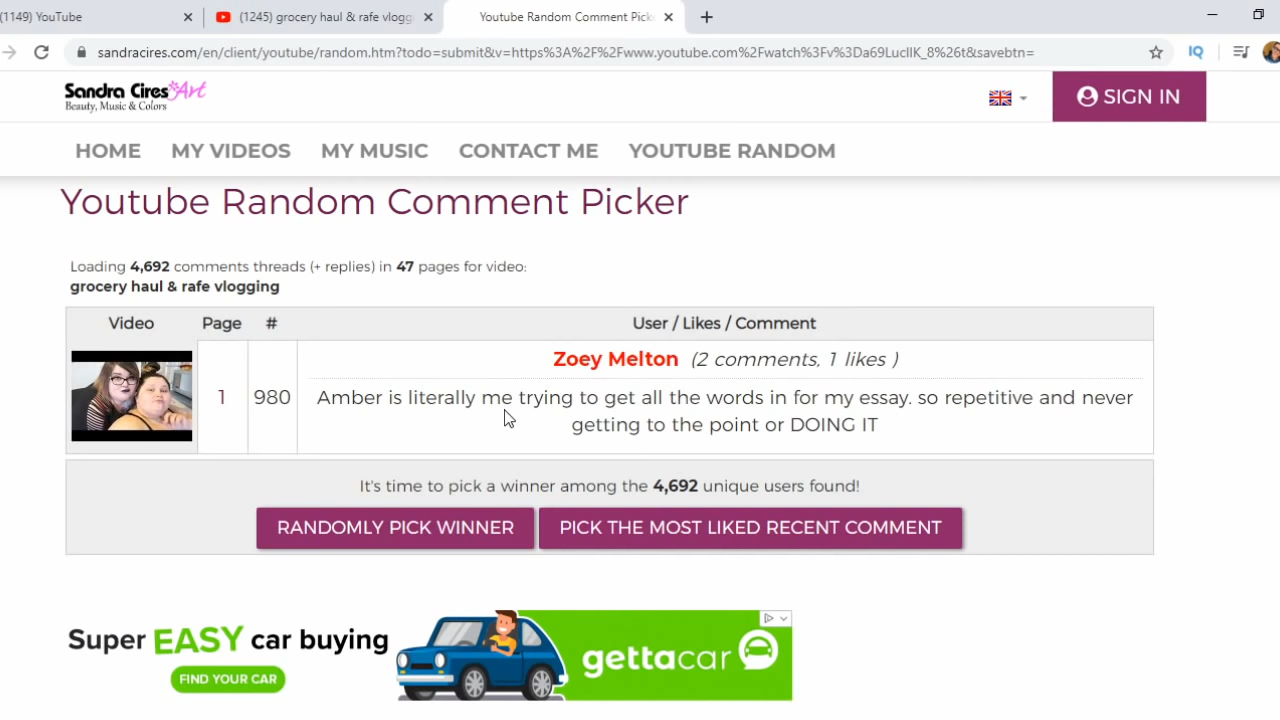 (1149) YouTube
(1245) grocery haul & rafe vlogg
Youtube Random Comment Pick
sandracires.com/en/client/youtube/random.htm?todo=submit&v=https%3A%2F%2Fwww.youtube.com%2Fwatch%3Fv%3Da69LucIIK_8%26t&savebtn=
IQ
Sandra Cires Art
Beauty, Music & Colors
SIGN IN
HOME MY VIDEOS MY MUSIC CONTACT ME YOUTUBE RANDOM
Youtube Random Comment Picker
Loading 4,692 comments threads (+ replies) in 47 pages for video:
grocery haul & rafe vlogging
Video Page # User / Likes / Comment
Zoey Melton (2 comments, 1 likes )
1 980 Amber is literally me trying to get all the words in for my essay. so repetitive and never
getting to the point or DOING IT
It's time to pick a winner among the 4,692 unique users found!
RANDOMLY PICK WINNER PICK THE MOST LIKED RECENT COMMENT
Super EASY car buying
FIND YOUR CAR
gettacar